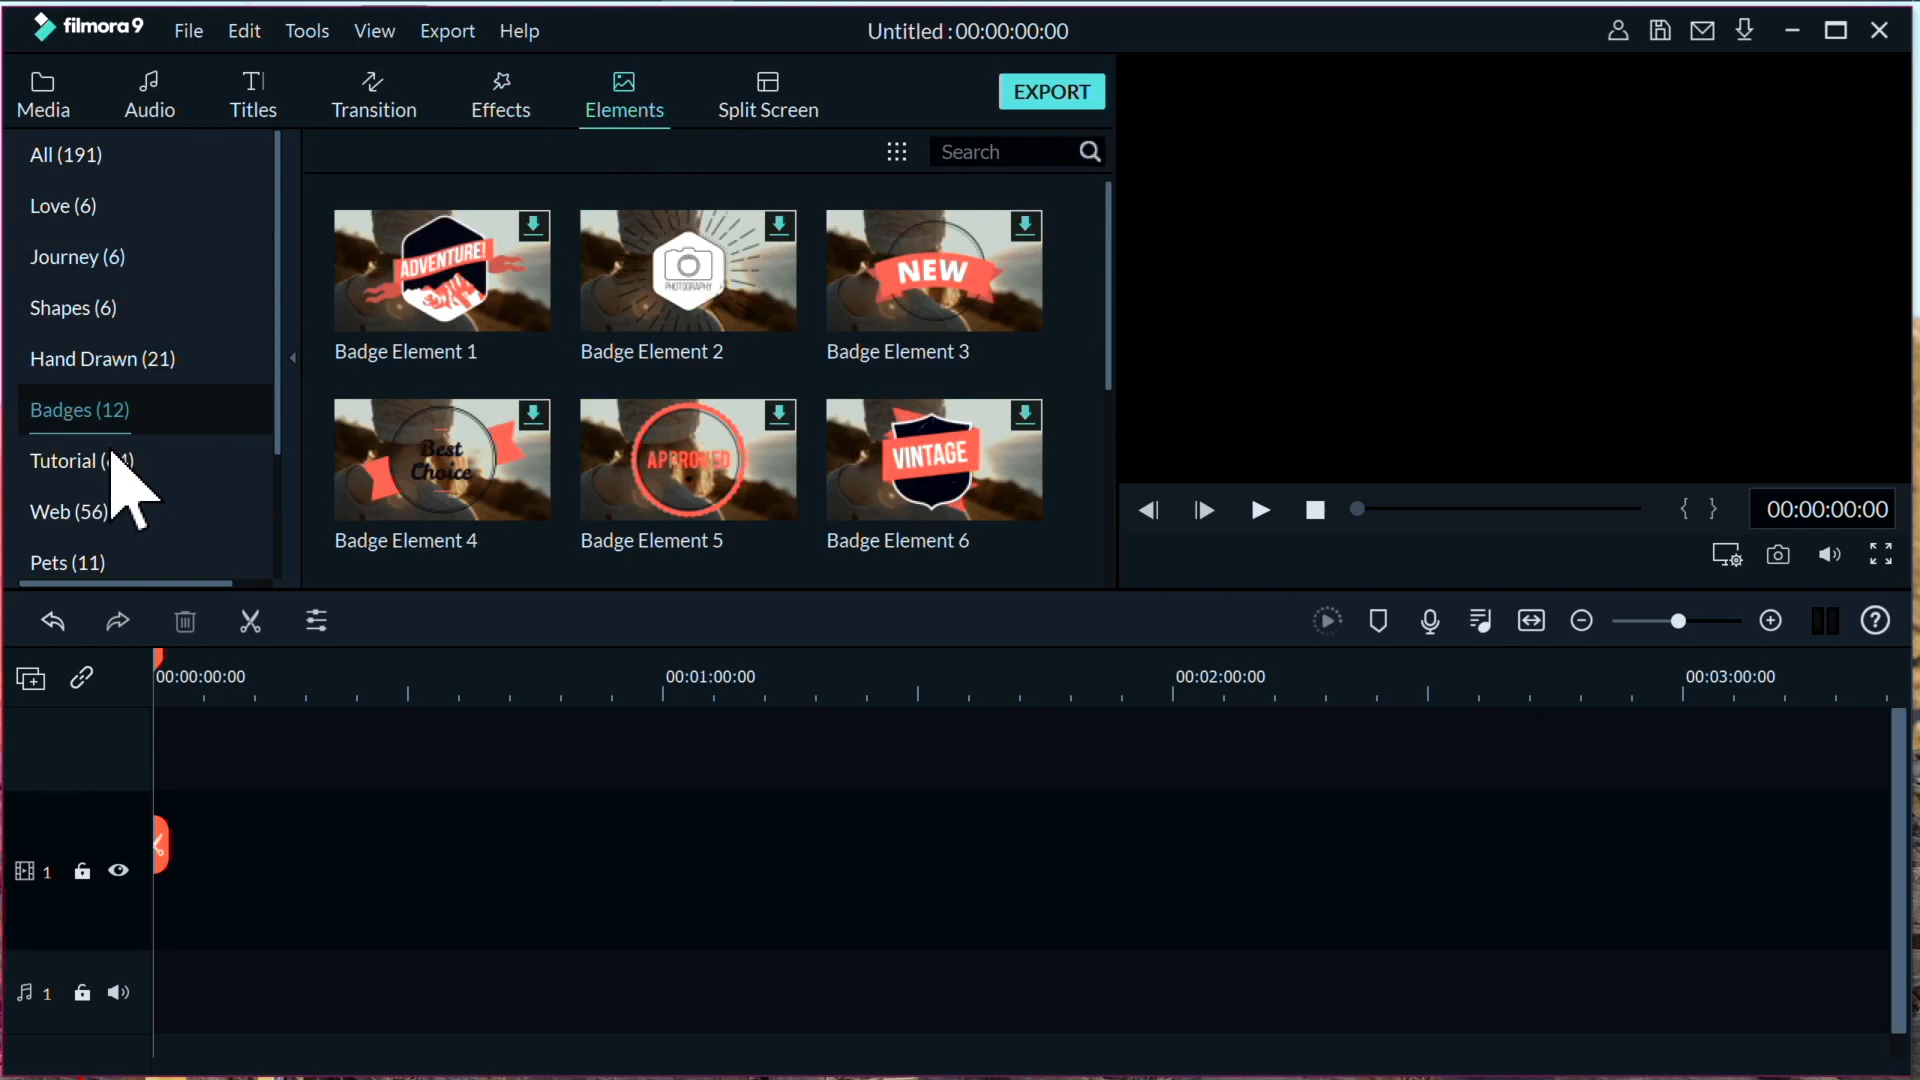 filmora 9 File Edit Tools View Export Help Untitled : 00:00:00:00
Media Audio Titles Transition Effects Elements Split Screen EXPORT
All (191)
Search
Love (6)
Journey (6)
Shapes (6)
Hand Drawn (21)
Badges (12)
Tutorial
Web (56)
Pets (11)
ADVENTURE!
PHOTOGRAPHY
NEW
Badge Element 1
Badge Element 2
Badge Element 3
Best
Choice
APPROVED
VINTAGE
Badge Element 4
Badge Element 5
Badge Element 6
{ } 00:00:00:00
00:00:00:00 00:01:00:00 00:02:00:00 00:03:00:00
1
1